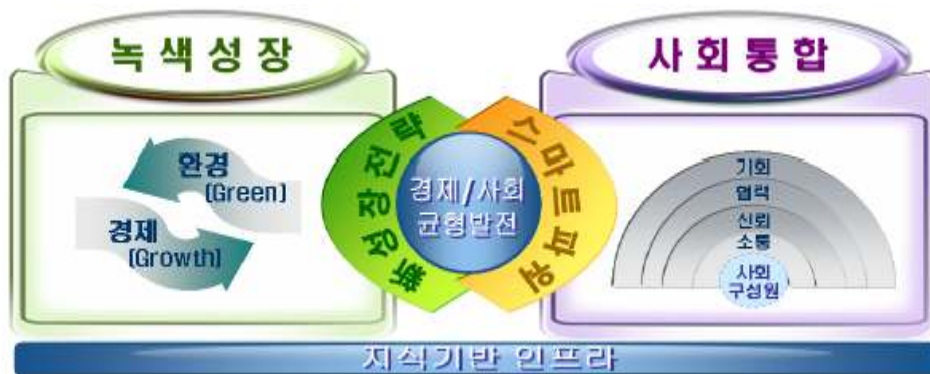 녹색성장
사회통합
환경
(Green)
경제
(Growth)
新성장전략
경제/사회
균형발전
스마트파워
기회
협력
신뢰
소통
사회
구성원
지식기반 인프라